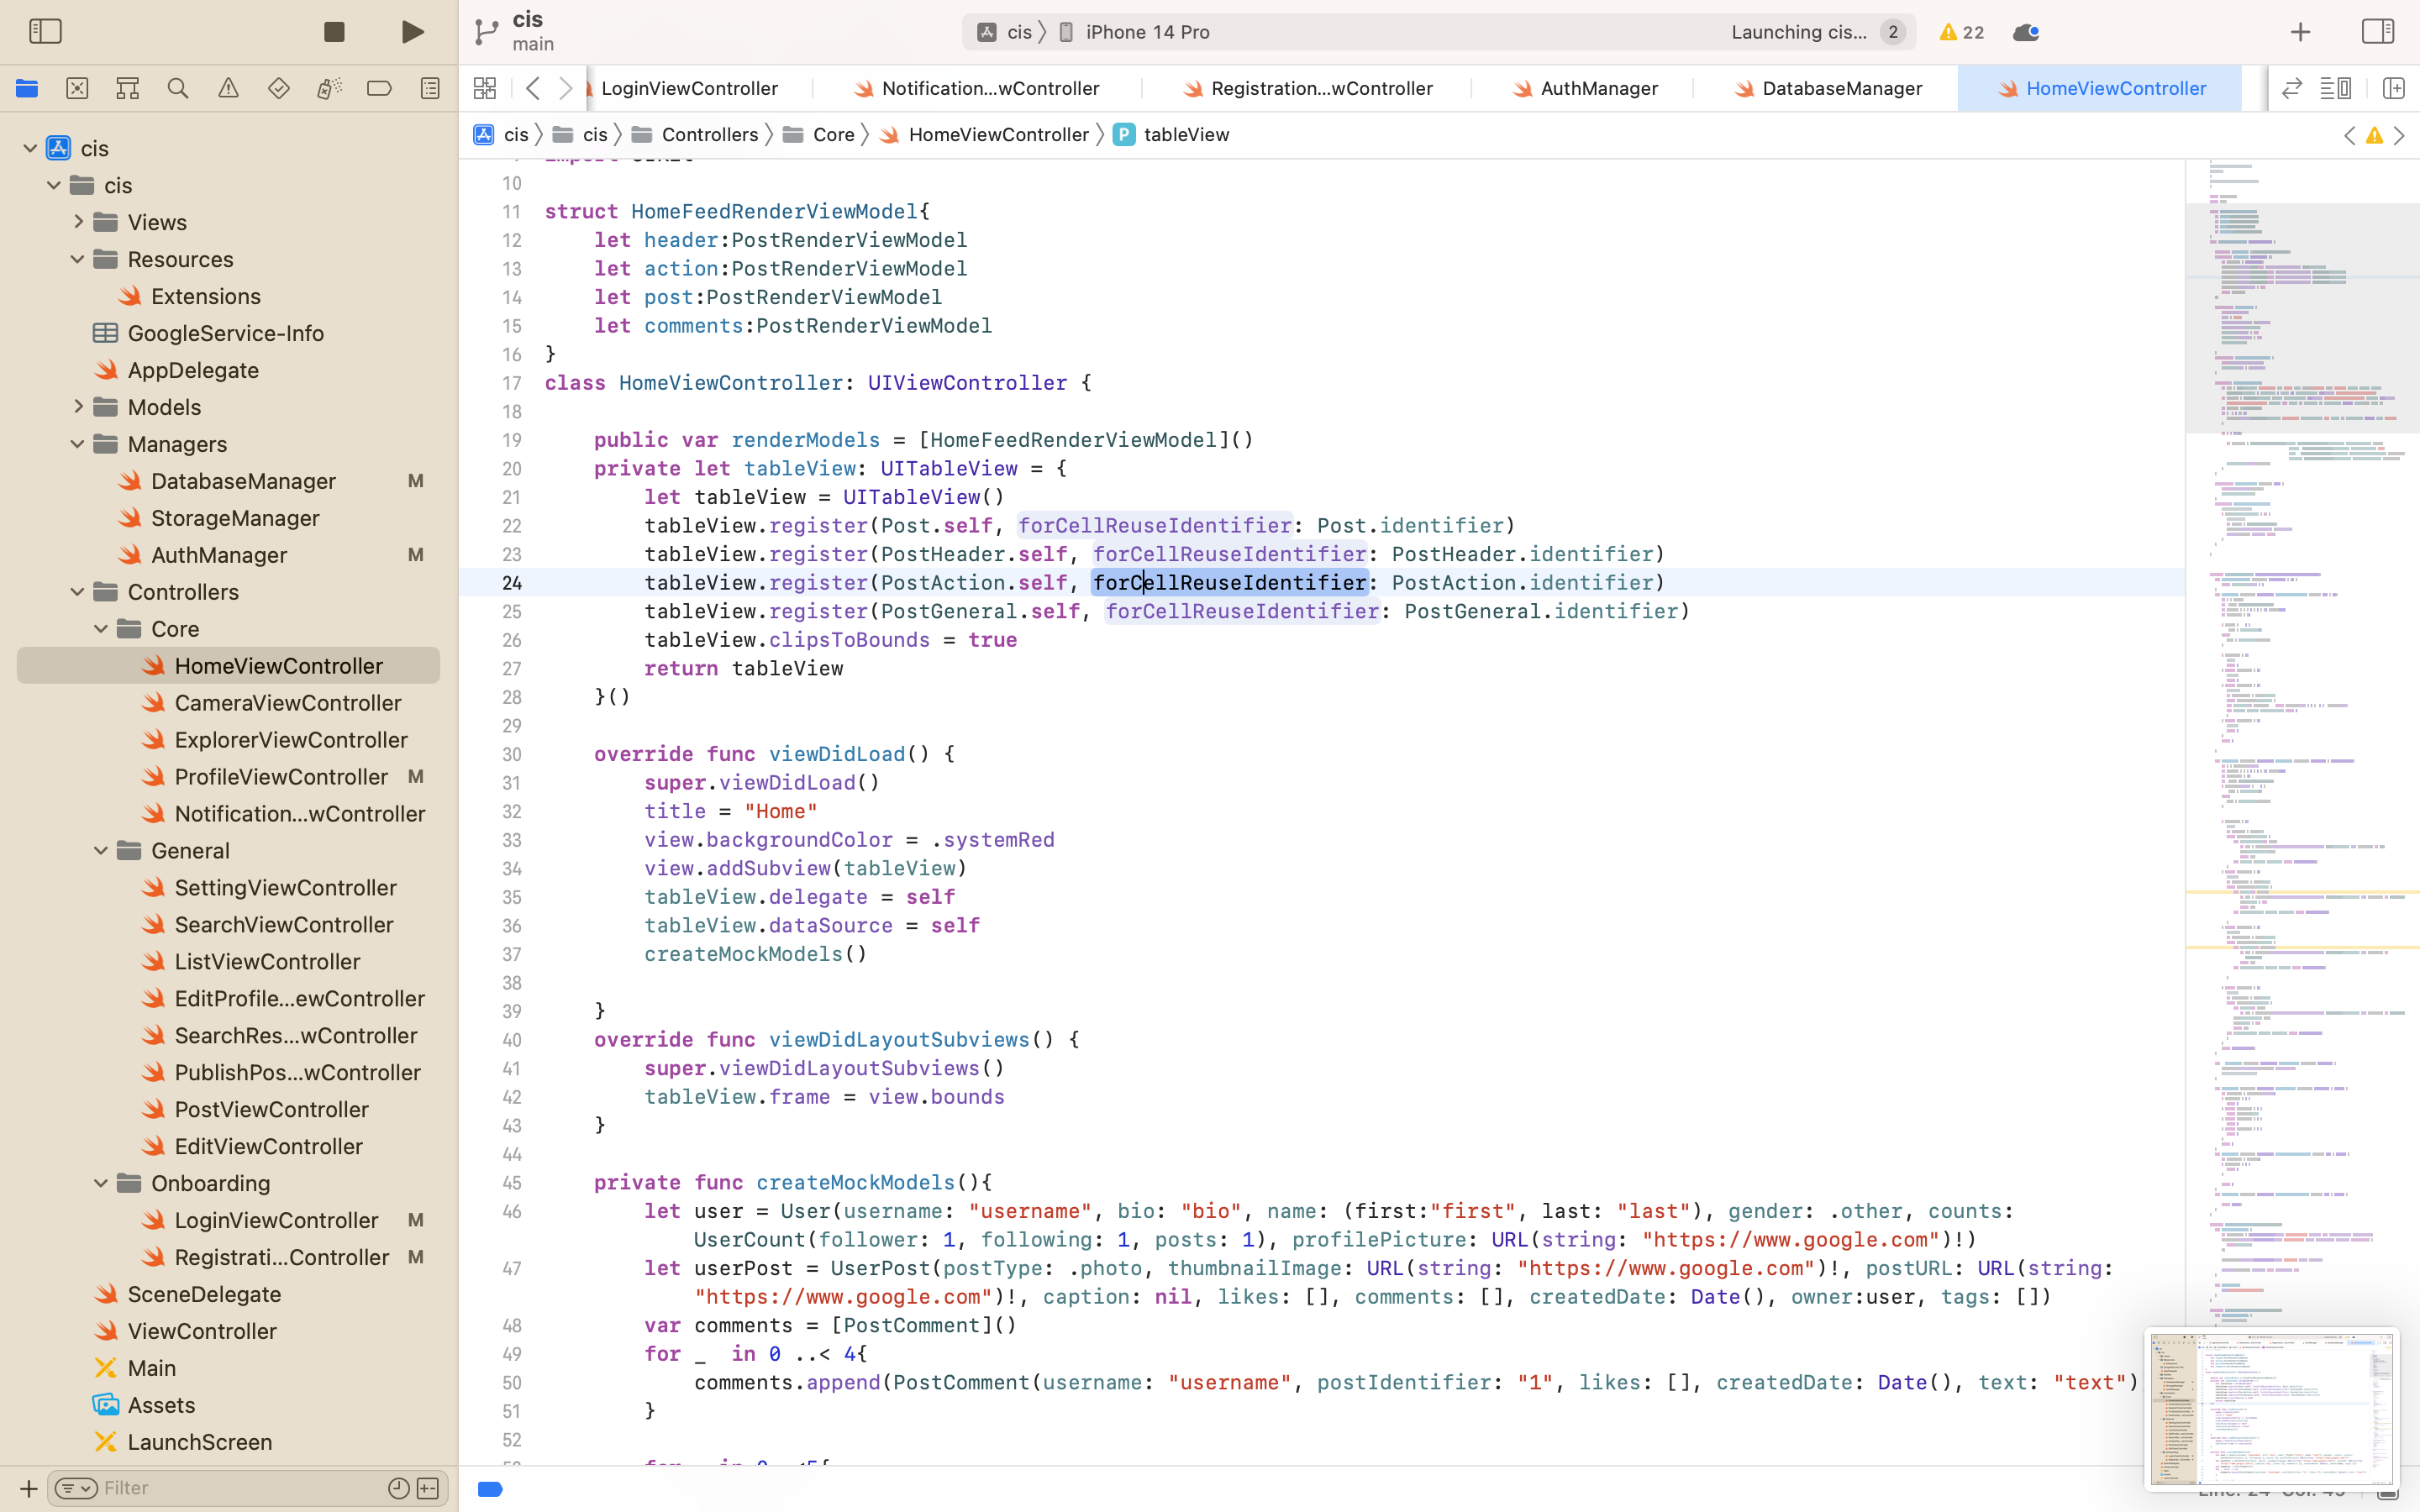 cis
main
cis
iPhone 14 Pro
Launching cis...
2
22
LoginViewController
Notification...wController
Registration...wController
AuthManager
DatabaseManager
HomeViewController
cis
cis
Controllers
Core
HomeViewController
P
tableView
cis
cis
Views
Resources
Extensions
GoogleService-Info
AppDelegate
Models
Managers
DatabaseManager M
StorageManager
AuthManager M
Controllers
Core
HomeViewController
CameraViewController
ExplorerViewController
ProfileViewController M
Notification...wController
General
SettingViewController
SearchViewController
ListViewController
EditProfile...ewController
SearchRes...wController
PublishPos...wController
PostViewController
EditViewController
Onboarding
LoginViewController M
Registrati...Controller M
SceneDelegate
ViewController
Main
Assets
LaunchScreen
Filter
10
11 struct HomeFeedRenderViewModel{
12 let header:PostRenderViewModel
13 let action:PostRenderViewModel
14 let post:PostRenderViewModel
15 let comments:PostRenderViewModel
16 }
17 class HomeViewController: UIViewController {
18
19 public var renderModels = [HomeFeedRenderViewModel]()
20 private let tableView: UITableView = {
21 let tableView = UITableView()
22 tableView.register(Post.self, forCellReuseIdentifier: Post.identifier)
23 tableView.register(PostHeader.self, forCellReuseIdentifier: PostHeader.identifier)
24 tableView.register(PostAction.self, forCellReuseIdentifier: PostAction.identifier)
25 tableView.register(PostGeneral.self, forCellReuseIdentifier: PostGeneral.identifier)
26 tableView.clipsToBounds = true
27 return tableView
28 }()
29
30 override func viewDidLoad() {
31 super.viewDidLoad()
32 title = "Home"
33 view.backgroundColor = .systemRed
34 view.addSubview(tableView)
35 tableView.delegate = self
36 tableView.dataSource = self
37 createMockModels()
38
39 }
40 override func viewDidLayoutSubviews() {
41 super.viewDidLayoutSubviews()
42 tableView.frame = view.bounds
43 }
44
45 private func createMockModels(){
46 let user = User(username: "username", bio: "bio", name: (first:"first", last: "last"), gender: .other, counts:
UserCount(follower: 1, following: 1, posts: 1), profilePicture: URL(string: "https://www.google.com")!)
47 let userPost = UserPost(postType: .photo, thumbnailImage: URL(string: "https://www.google.com")!, postURL: URL(string:
"https://www.google.com")!, caption: nil, likes: [], comments: [], createdDate: Date(), owner:user, tags: [])
48 var comments = [PostComment]()
49 for _ in 0 ..< 4{
50 comments.append(PostComment(username: "username", postIdentifier: "1", likes: [], createdDate: Date(), text: "text")
51 }
52